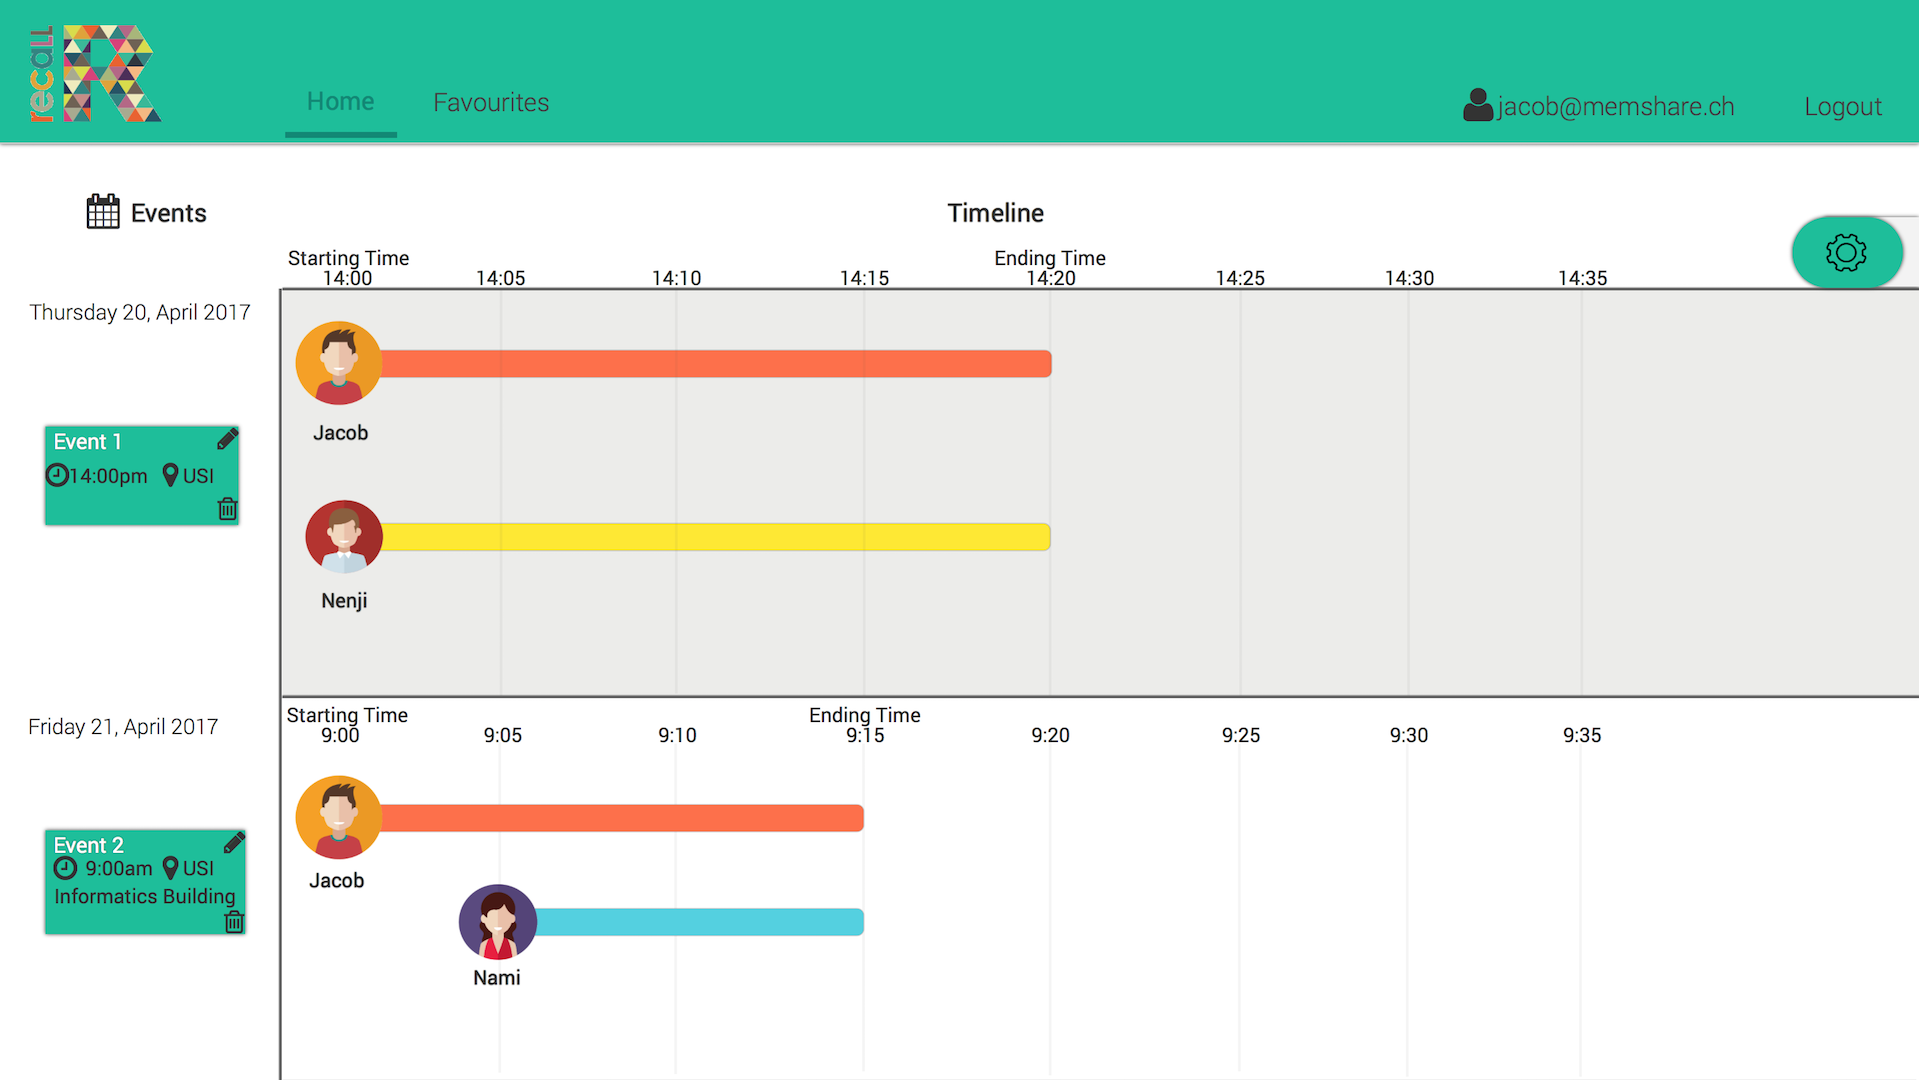 recaLL
R
Home
Favourites
jacob@memshare.ch
Logout
Events
Timeline
Starting Time
Ending Time
14:00
14:05
14:10
14:15
14:20
14:25
14:30
14:35
Thursday 20, April 2017
Jacob
Event 1
14:00pm
USI
Nenji
Friday 21, April 2017
Starting Time
Ending Time
9:00
9:05
9:10
9:15
9:20
9:25
9:30
9:35
Event 2
9:00am
USI
Informatics Building
Jacob
Nami